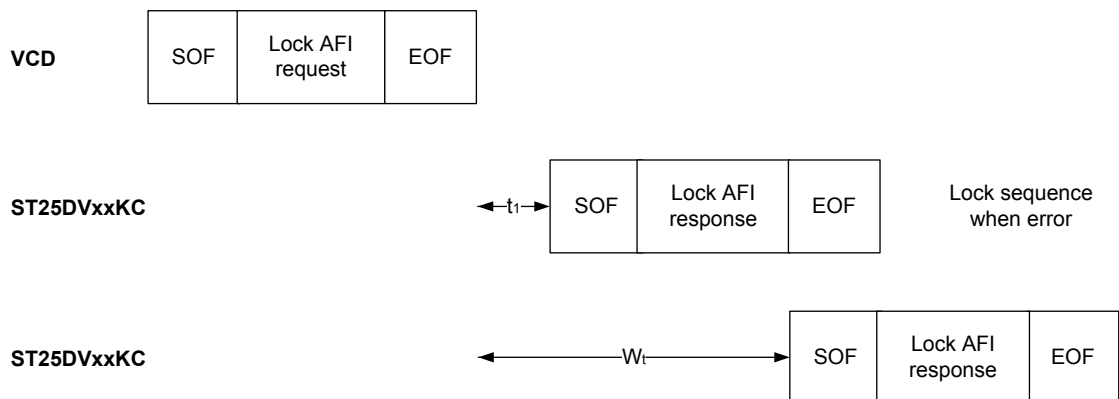 VCD
SOF
Lock AFI
request
EOF
ST25DVxxKC
t1
SOF
Lock AFI
response
EOF
Lock sequence
when error
ST25DVxxKC
Wt
SOF
Lock AFI
response
EOF